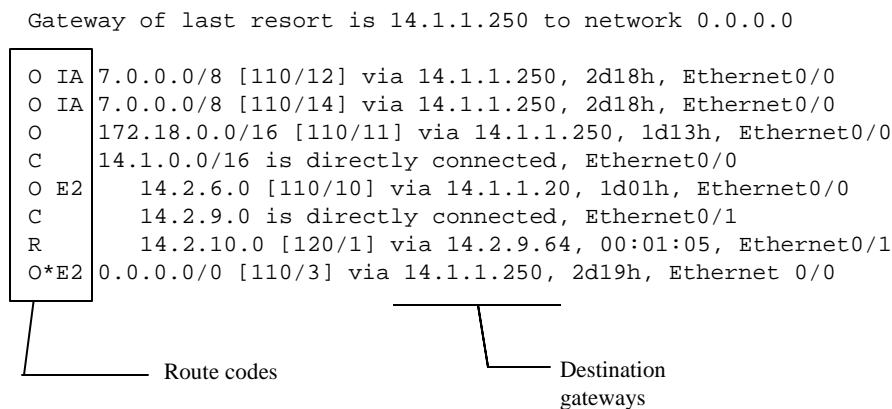 Gateway of last resort is 14.1.1.250 to network 0.0.0.0
O IA 7.0.0.0/8 [110/12] via 14.1.1.250, 2d18h, Ethernet0/0
O IA 7.0.0.0/8 [110/14] via 14.1.1.250, 2d18h, Ethernet0/0
O 172.18.0.0/16 [110/11] via 14.1.1.250, 1d13h, Ethernet0/0
C 14.1.0.0/16 is directly connected, Ethernet0/0
O E2 14.2.6.0 [110/10] via 14.1.1.20, 1d01h, Ethernet0/0
C 14.2.9.0 is directly connected, Ethernet0/1
R 14.2.10.0 [120/1] via 14.2.9.64, 00:01:05, Ethernet0/1
O*E2 0.0.0.0/0 [110/3] via 14.1.1.250, 2d19h, Ethernet 0/0
Route codes
Destination
gateways